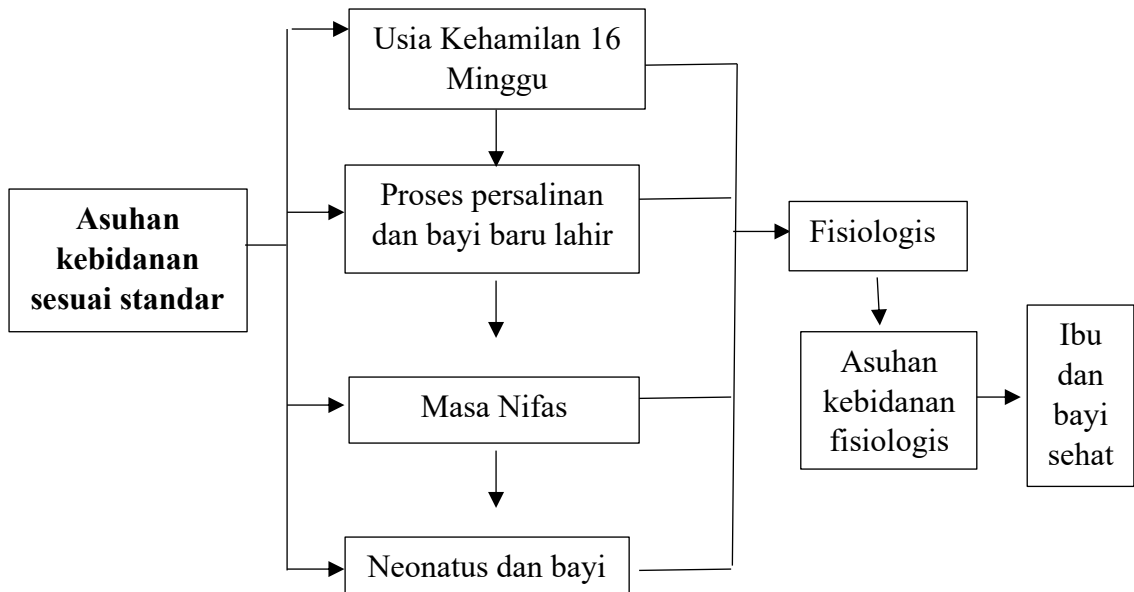 Usia Kehamilan 16
Minggu
Asuhan
kebidanan
sesuai standar
Proses persalinan
dan bayi baru lahir
Masa Nifas
Neonatus dan bayi
Fisiologis
Asuhan
kebidanan
fisiologis
Ibu
dan
bayi
sehat